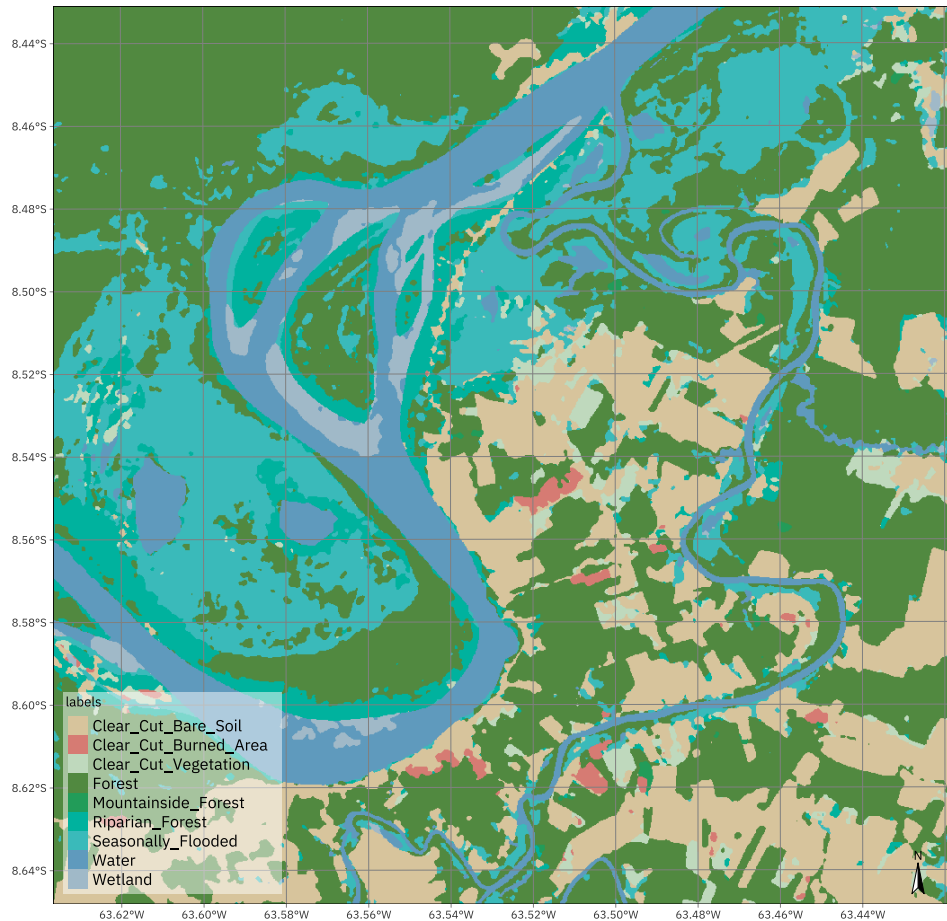 8.44°S
8.46°S
8.48°S
8.50°S
8.52°S
8.54°S
8.56°S
8.58°S
8.60°S
8.62°S
8.64°S
labels
Clear_Cut_Bare_Soil
Clear_Cut_Burned_Area
Clear_Cut_Vegetation
Forest
Mountainside_Forest
Riparian_Forest
Seasonally_Flooded
Water
Wetland
N
63.62°W 63.60°W 63.58°W 63.56°W 63.54°W 63.52°W 63.50°W 63.48°W 63.46°W 63.44°W